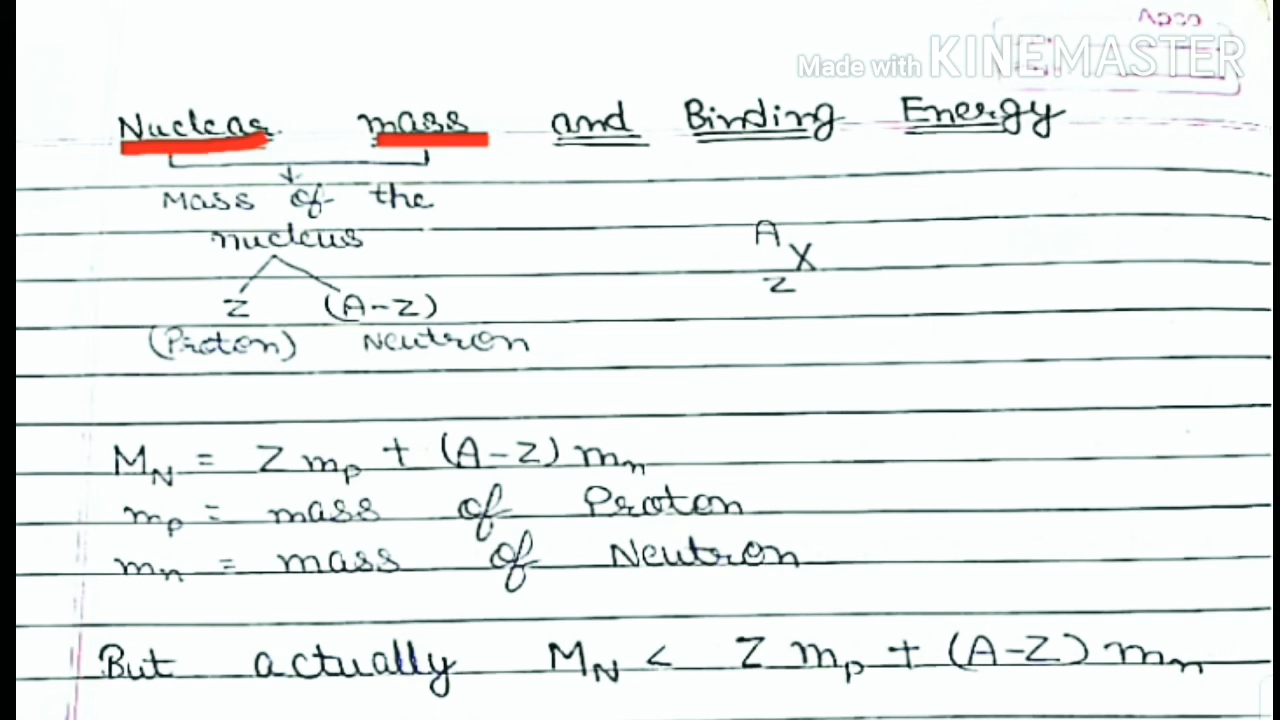 Made with KINEMASTER
Nuclear mass and Binding Energy
Mass of the
nucleus
A
X
Z
Z (A-Z)
(Proton) Neutron
M_N = Z m_p + (A-Z) m_n
m_p = mass of Proton
m_n = mass of Neutron
But actually M_N < Z m_p + (A-Z) m_n